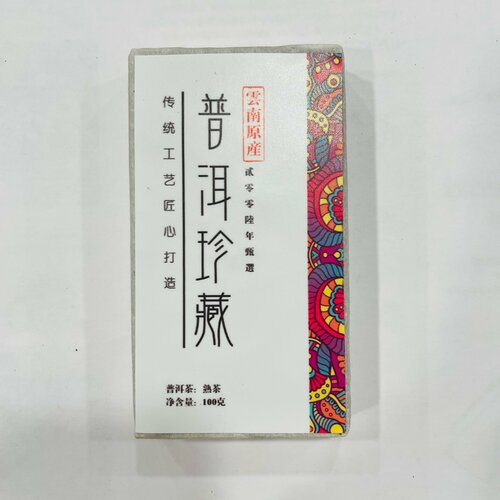 雲南原産
贰零零陸年甄選
普洱珍藏
传统工艺匠心打造
普洱茶：熟茶
净含量：100克